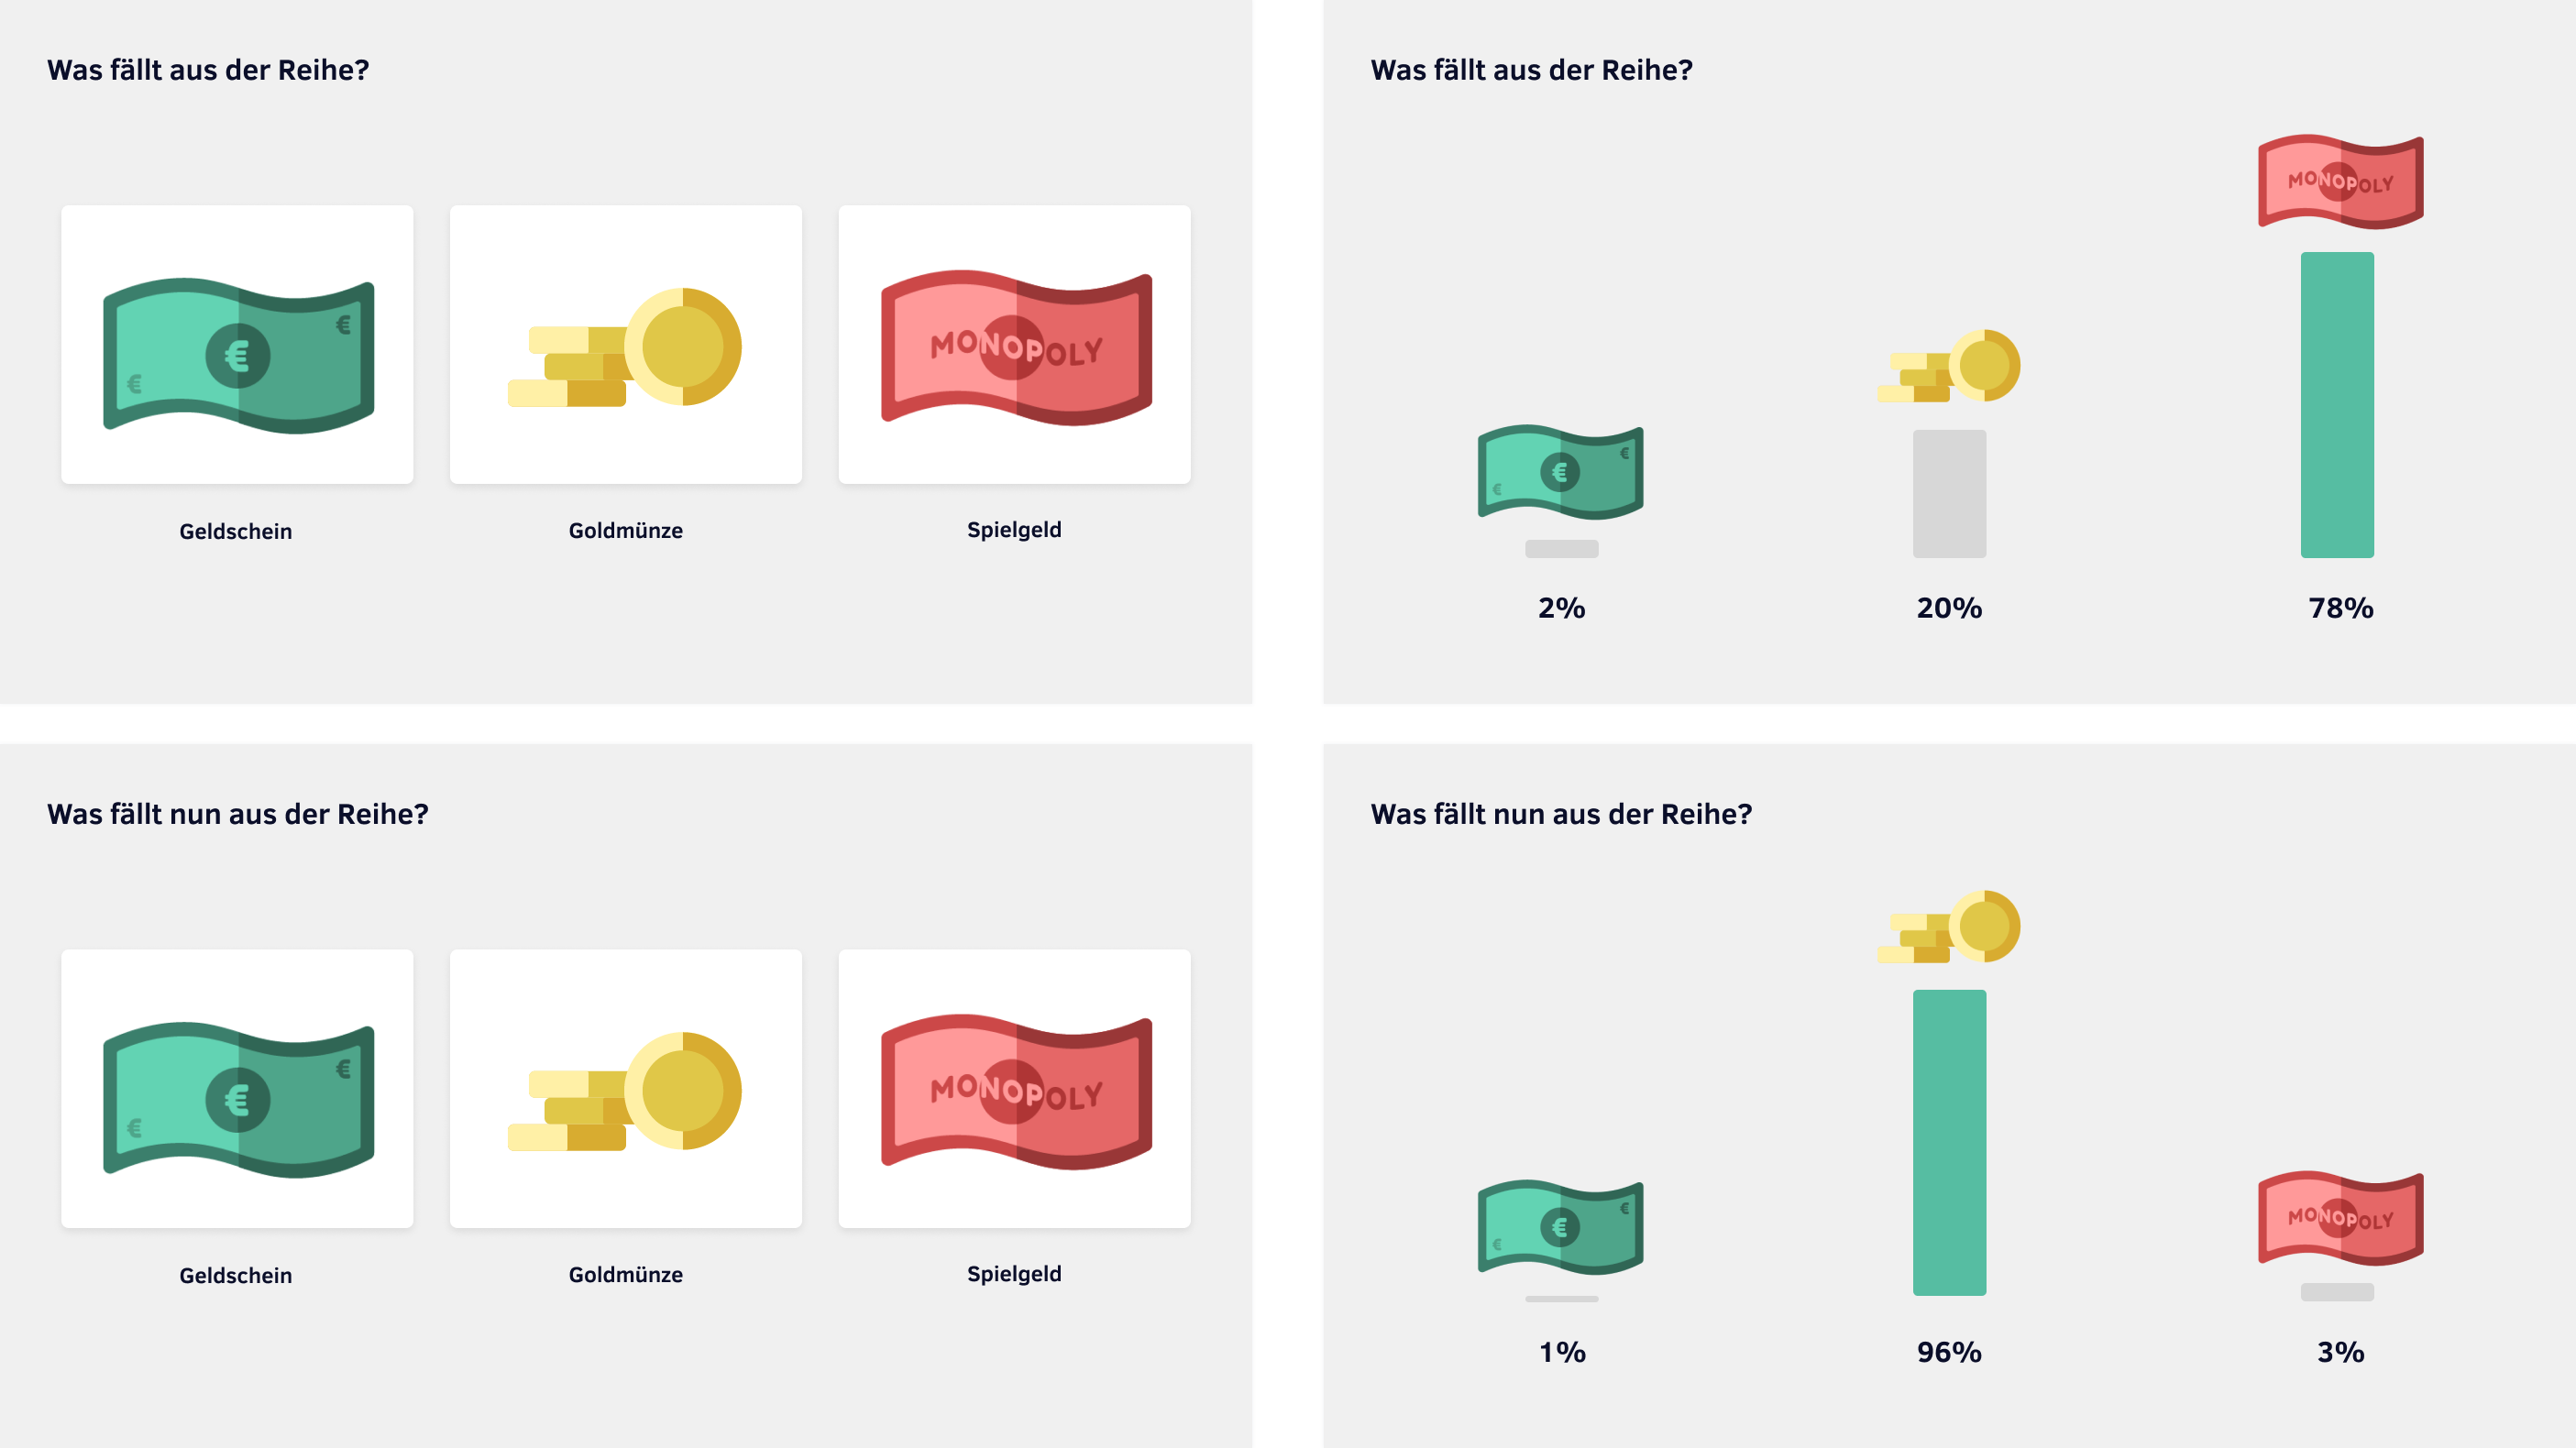 Was fällt aus der Reihe?
€
€
€
MONOPOLY
Geldschein
Goldmünze
Spielgeld
Was fällt aus der Reihe?
MONOPOLY
€
€
€
2%
20%
78%
Was fällt nun aus der Reihe?
€
€
€
MONOPOLY
Geldschein
Goldmünze
Spielgeld
Was fällt nun aus der Reihe?
€
€
€
MONOPOLY
1%
96%
3%